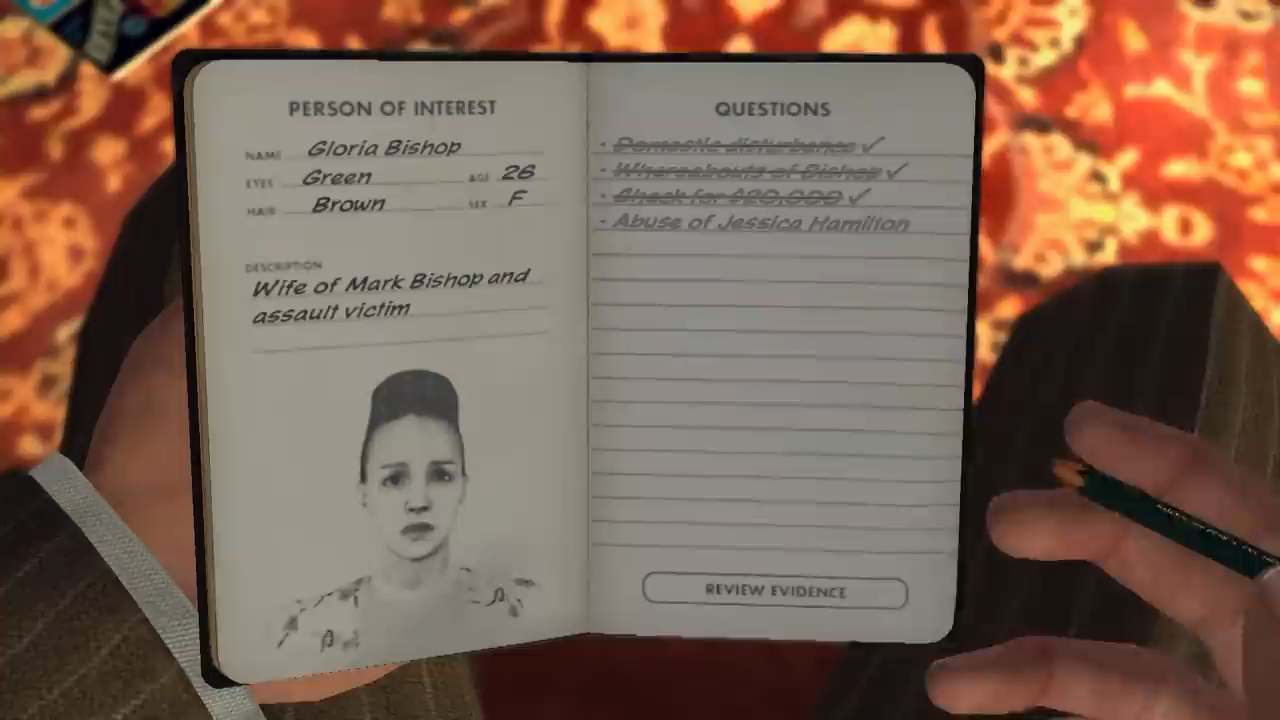 PERSON OF INTEREST
NAME Gloria Bishop
EYES Green AGE 26
HAIR Brown SEX F
DESCRIPTION
Wife of Mark Bishop and
assault victim
QUESTIONS
- Domestic disturbance ✓
- Whereabouts of Bishop ✓
- Check for $20,000 ✓
- Abuse of Jessica Hamilton
REVIEW EVIDENCE